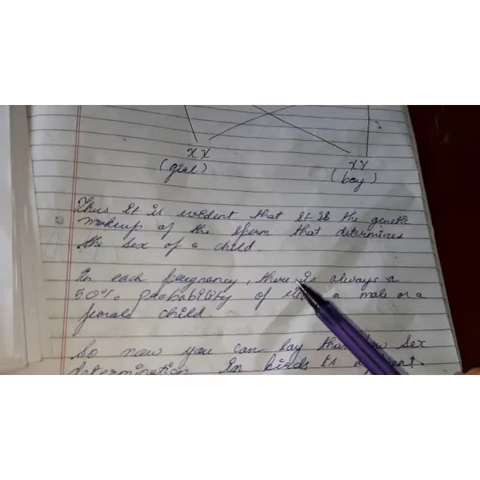 XX XY
(girl) (boy)
Thus it is evident that it is the genetic
makeup of the sperm that determines
the sex of a child.
In each pregnancy, there is always a
50% probability of a male or a
female child.
So now you can say that sex
determination in birds is